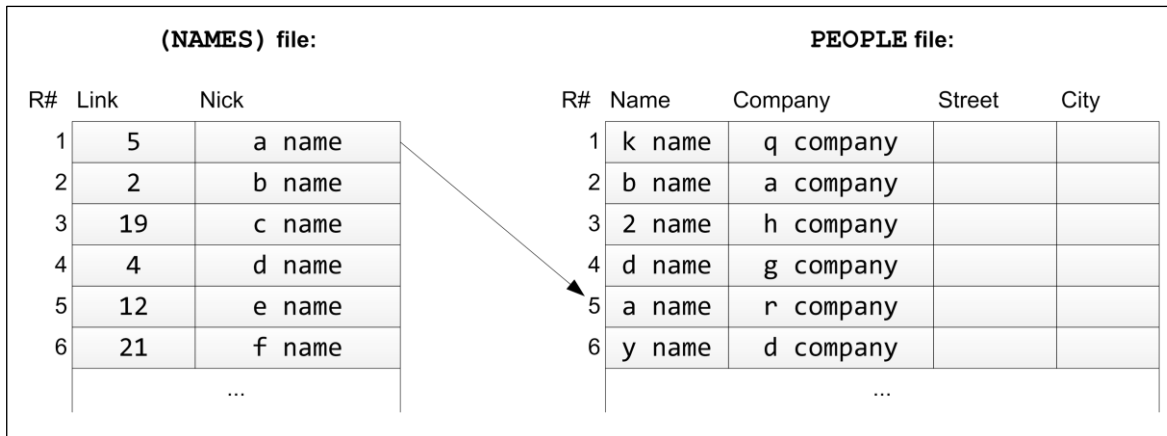 (NAMES) file: PEOPLE file:
R# Link Nick R# Name Company Street City
1 5 a name 1 k name q company
2 2 b name 2 b name a company
3 19 c name 3 2 name h company
4 4 d name 4 d name g company
5 12 e name 5 a name r company
6 21 f name 6 y name d company
... ...